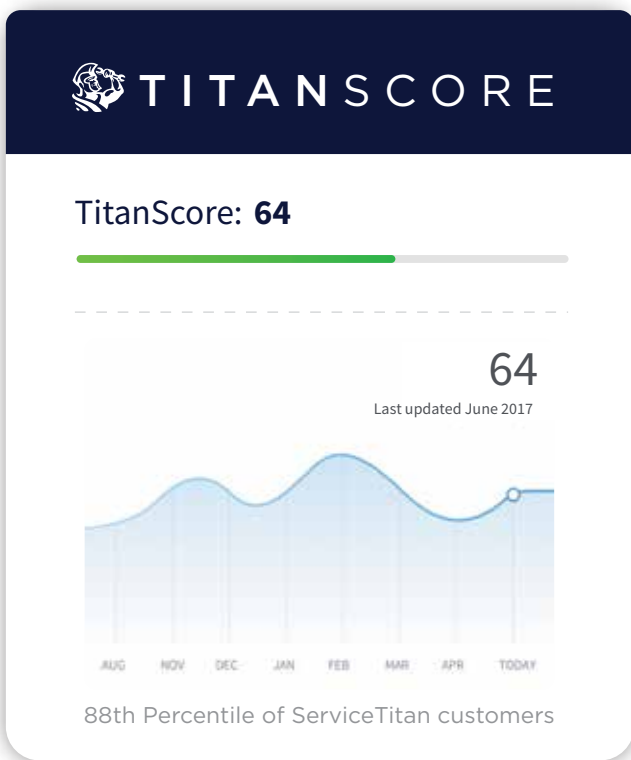 TITANSCORE
TitanScore: 64
64
Last updated June 2017
AUG NOV DEC JAN FEB MAR APR TODAY
88th Percentile of ServiceTitan customers